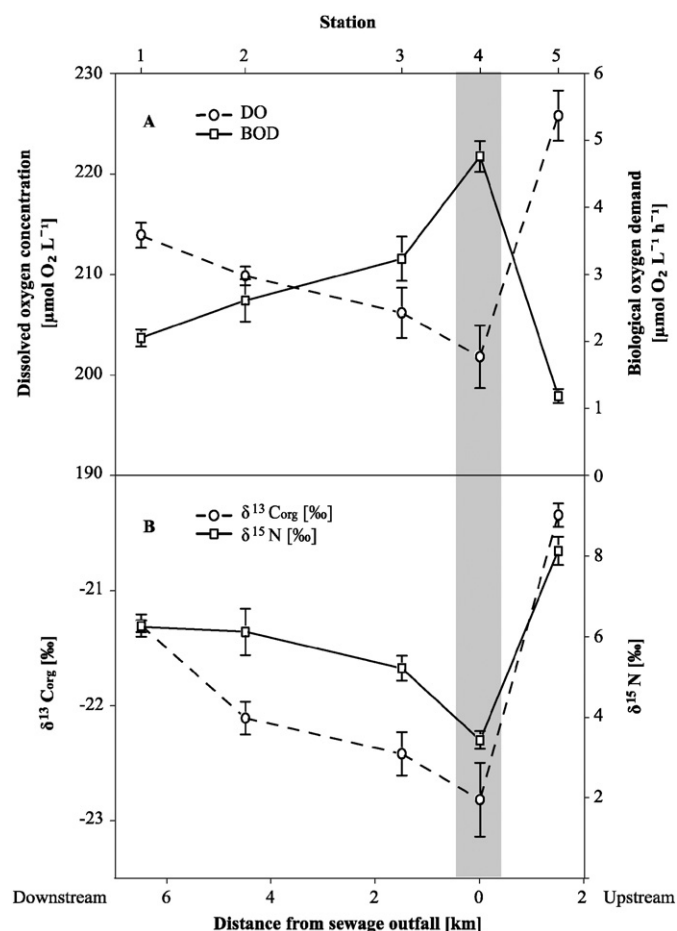 Station
1 2 3 4 5
230
220
210
200
190
6
5
4
3
2
1
0
A
DO
BOD
Dissolved oxygen concentration
[µmol O₂ L⁻¹]
Biological oxygen demand
[µmol O₂ L⁻¹ h⁻¹]
B
δ¹³ Corg [‰]
δ¹⁵ N [‰]
-21
-22
-23
8
6
4
2
δ¹³ Corg [‰]
δ¹⁵ N [‰]
Downstream 6 4 2 0 2 Upstream
Distance from sewage outfall [km]